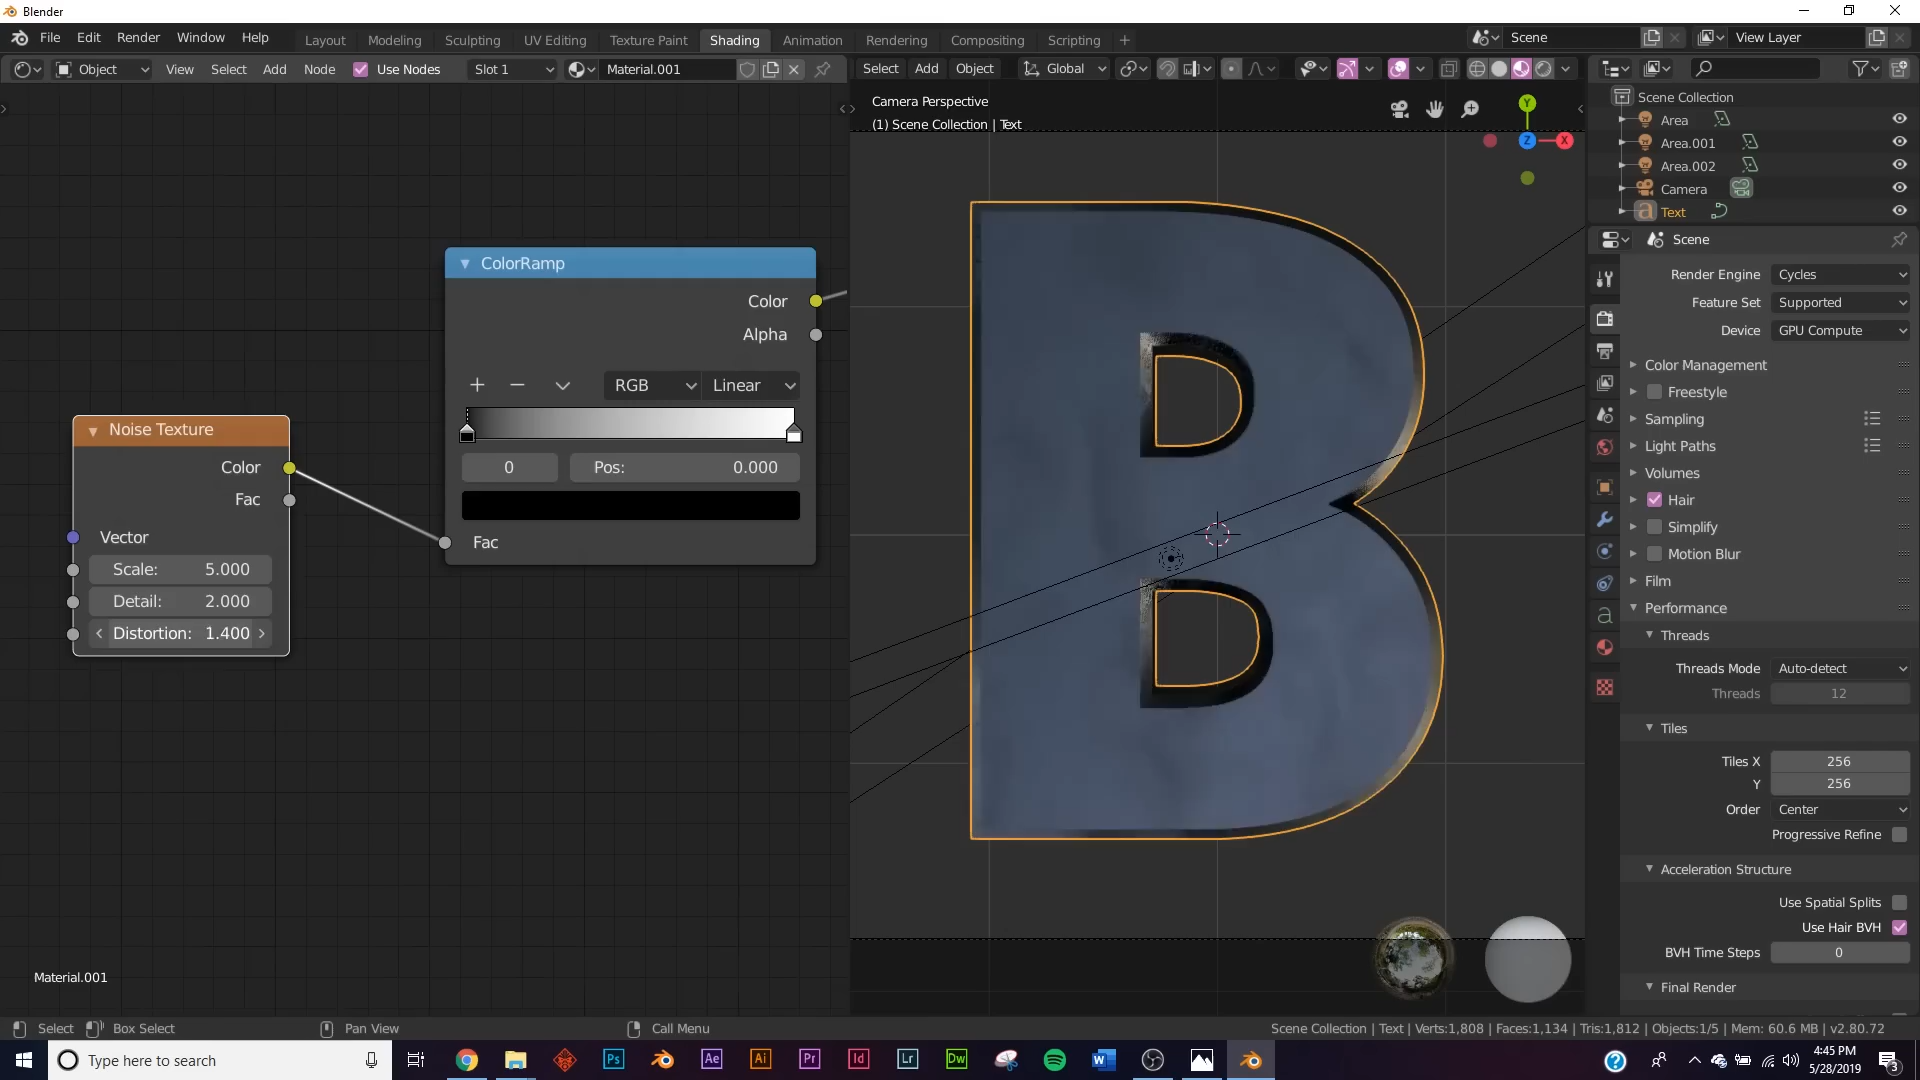 Blender
File Edit Render Window Help
Layout Modeling Sculpting UV Editing Texture Paint Shading Animation Rendering Compositing Scripting +
Scene View Layer
Object View Select Add Node Use Nodes Slot 1 Material.001
Select Add Object Global
Camera Perspective
(1) Scene Collection | Text
Y
Z
X
Scene Collection
Area
Area.001
Area.002
Camera
Text
Scene
ColorRamp
Color
Alpha
RGB Linear
0 Pos: 0.000
Fac
Noise Texture
Color
Fac
Vector
Scale: 5.000
Detail: 2.000
Distortion: 1.400
B
Render Engine Cycles
Feature Set Supported
Device GPU Compute
Color Management
Freestyle
Sampling
Light Paths
Volumes
Hair
Simplify
Motion Blur
Film
Performance
Threads
Threads Mode Auto-detect
Threads 12
Tiles
Tiles X 256
Y 256
Order Center
Progressive Refine
Acceleration Structure
Use Spatial Splits
Use Hair BVH
BVH Time Steps 0
Final Render
Material.001
Select Box Select Pan View Call Menu
Scene Collection | Text | Verts:1,808 | Faces:1,134 | Tris:1,812 | Objects:1/5 | Mem: 60.6 MB | v2.80.72
Type here to search
Ps Ae Ai Pr Id Lr Dw W
4:45 PM
5/28/2019
3